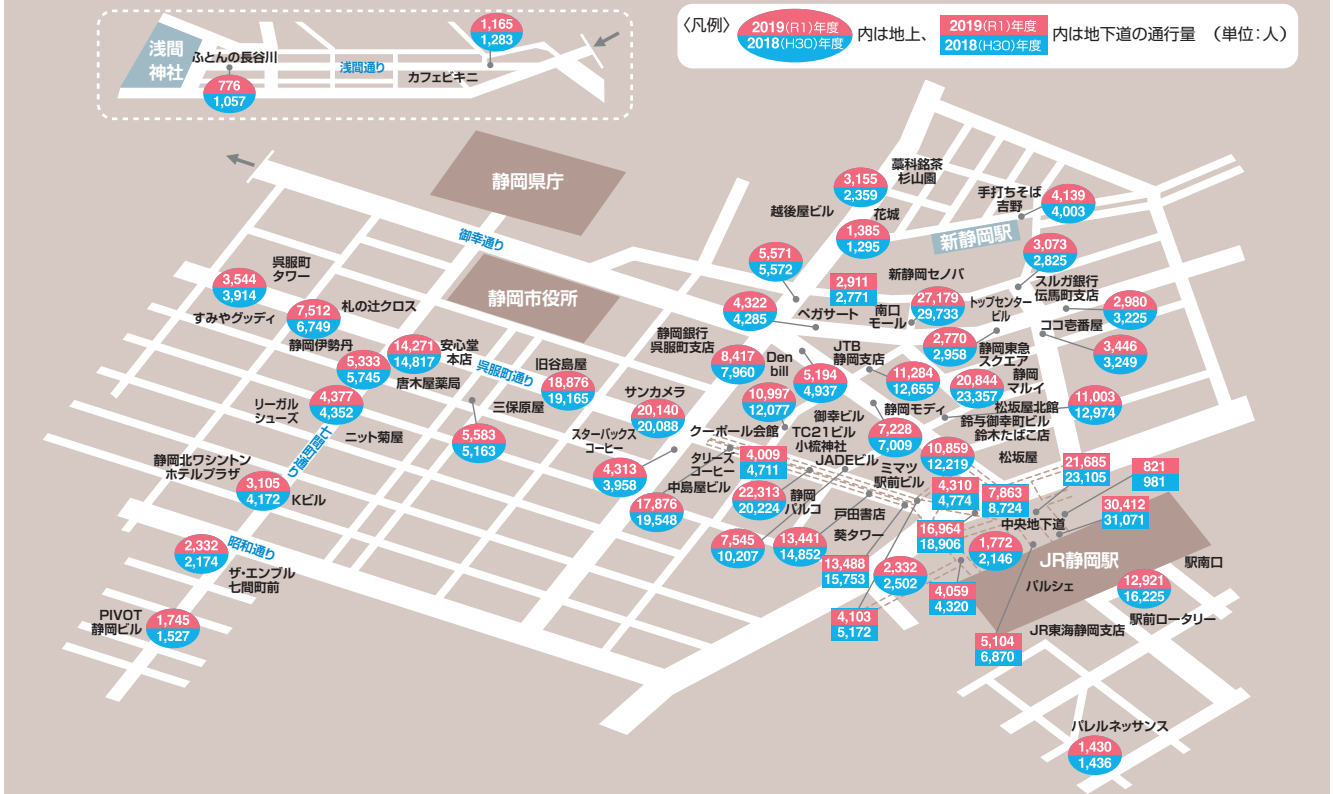 〈凡例〉
2019(R1)年度
2018(H30)年度
内は地上、
2019(R1)年度
2018(H30)年度
内は地下道の通行量 (単位:人)
1,165
1,283
浅間
神社
ふとんの長谷川
浅間通り
カフェビキニ
776
1,057
静岡県庁
御幸通り
静岡市役所
藁科銘茶
杉山園
3,155
2,359
越後屋ビル
花城
1,385
1,295
手打ちそば
吉野
4,139
4,003
新静岡駅
5,571
5,572
3,073
2,825
新静岡セノバ
2,911
2,771
スルガ銀行
伝馬町支店
27,179
29,733
南口
モール
トップセンター
ビル
2,980
3,225
ペガサート
4,322
4,285
ココ壱番屋
3,446
3,249
2,770
2,958
静岡東急
スクエア
呉服町
タワー
3,544
3,914
すみやグッディ
7,512
6,749
札の辻クロス
静岡伊勢丹
14,271
14,817
安心堂
本店
5,333
5,745
唐木屋薬局
呉服町通り
旧谷島屋
18,876
19,165
静岡銀行
呉服町支店
8,417
7,960
Den
bill
5,194
4,937
JTB
静岡支店
11,284
12,655
20,844
23,357
静岡
マルイ
リーガル
シューズ
4,377
4,352
ニット菊屋
七間町通り
三保原屋
5,583
5,163
サンカメラ
20,140
20,088
10,997
12,077
静岡モディ
松坂屋北館
11,003
12,974
鈴与御幸町ビル
鈴木たばこ店
御幸ビル
7,228
7,009
クーポール会館
TC21ビル
小梳神社
スターバックス
コーヒー
4,313
3,958
タリーズ
コーヒー
4,009
4,711
JADEビル
ミマツ
駅前ビル
10,859
12,219
松坂屋
21,685
23,105
821
981
静岡北ワシントン
ホテルプラザ
3,105
4,172
Kビル
中島屋ビル
17,876
19,548
22,313
20,224
静岡
パルコ
戸田書店
4,310
4,774
7,863
8,724
中央地下道
30,412
31,071
葵タワー
16,964
18,906
2,332
2,174
昭和通り
ザ・エンブル
七間町前
7,545
10,207
13,441
14,852
13,488
15,753
2,332
2,502
1,772
2,146
JR静岡駅
駅南口
パルシェ
12,921
16,225
4,059
4,320
PIVOT
静岡ビル
1,745
1,527
4,103
5,172
JR東海静岡支店
駅前ロータリー
5,104
6,870
パレルネッサンス
1,430
1,436